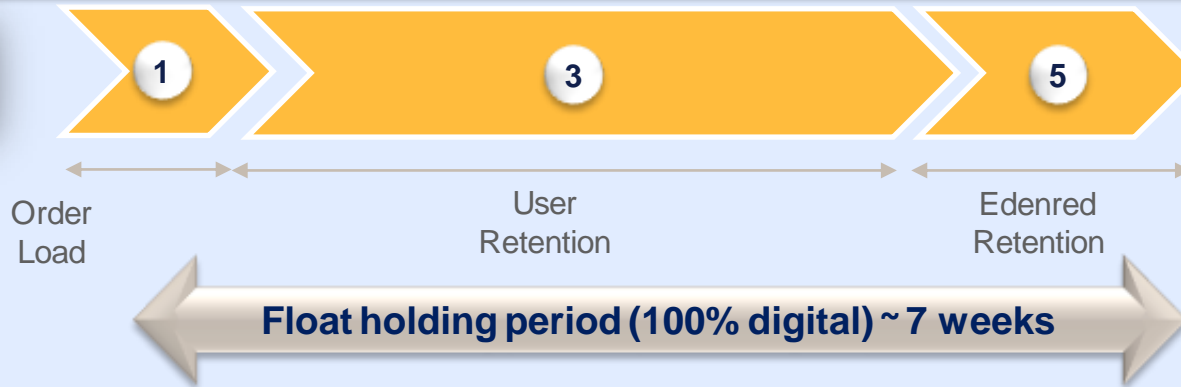 1
3
5
Order
Load
User
Retention
Edenred
Retention
Float holding period (100% digital) ~ 7 weeks